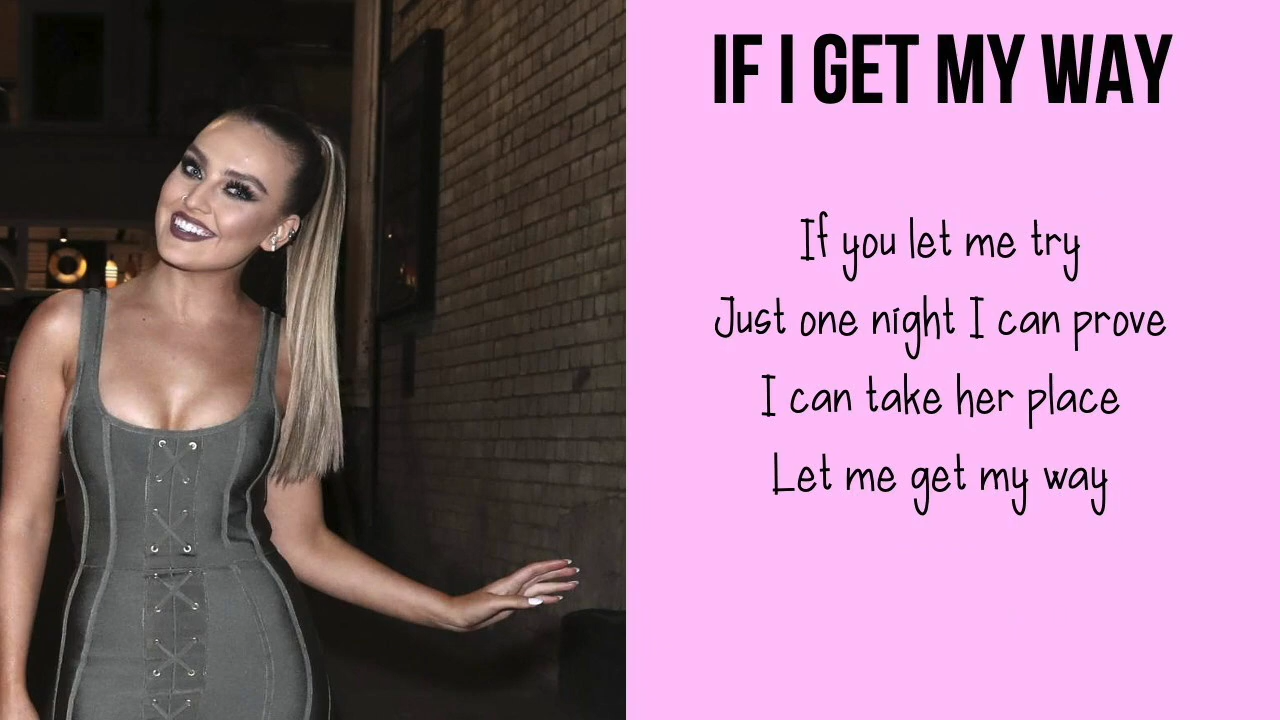 IF I GET MY WAY
If you let me try
Just one night I can prove
I can take her place
Let me get my way